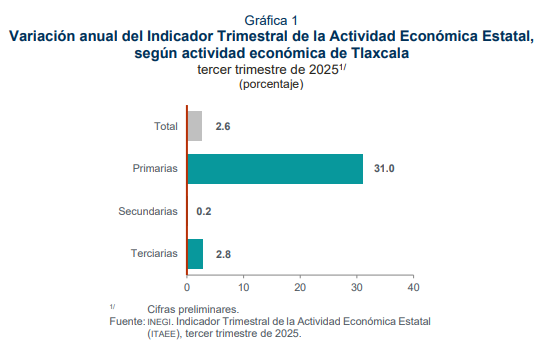 Gráfica 1
Variación anual del Indicador Trimestral de la Actividad Económica Estatal,
según actividad económica de Tlaxcala
tercer trimestre de 20251/
(porcentaje)
Total 2.6
Primarias 31.0
Secundarias 0.2
Terciarias 2.8
0 10 20 30 40
1/ Cifras preliminares.
Fuente: INEGI. Indicador Trimestral de la Actividad Económica Estatal
(ITAEE), tercer trimestre de 2025.